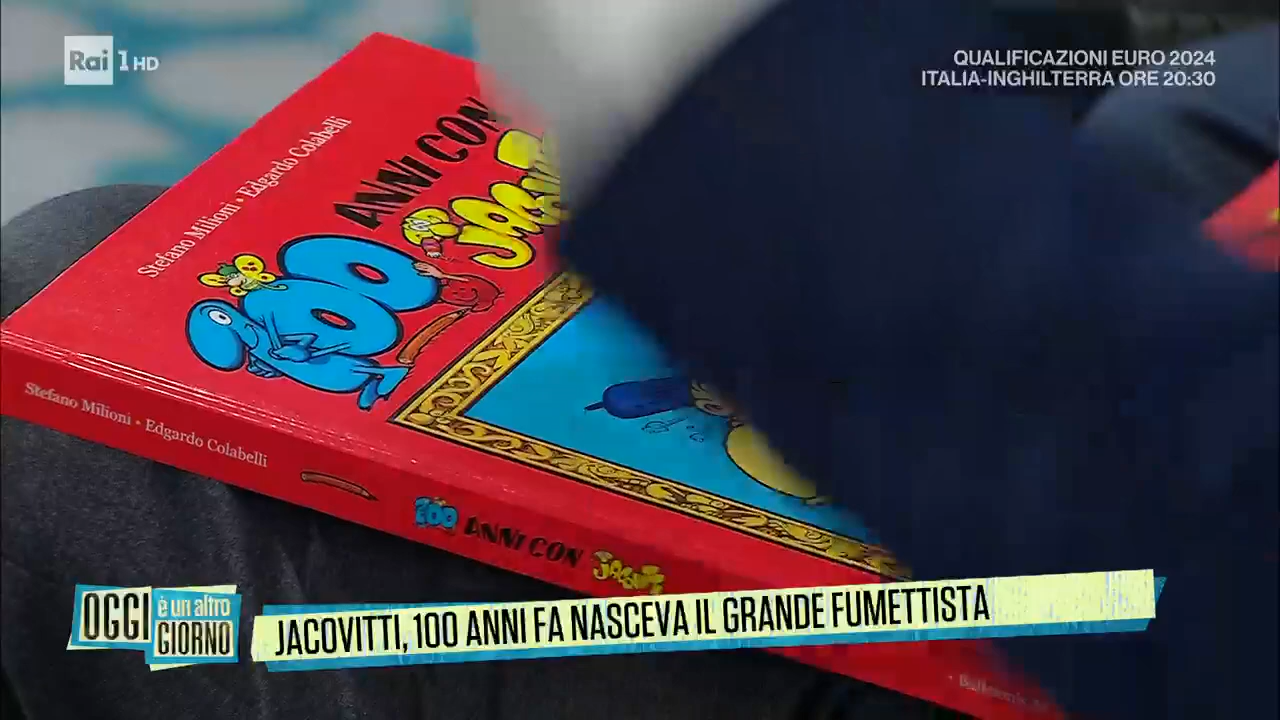 Rai 1 HD
QUALIFICAZIONI EURO 2024
ITALIA-INGHILTERRA ORE 20:30
Stefano Milioni • Edgardo Colabelli
100 ANNI CON
Stefano Milioni • Edgardo Colabelli
100 ANNI CON JACOVITTI
OGGI è un altro GIORNO
JACOVITTI, 100 ANNI FA NASCEVA IL GRANDE FUMETTISTA